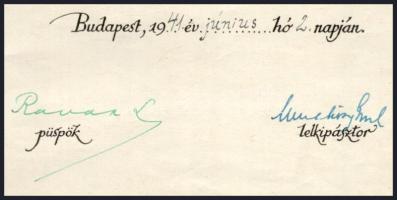 Budapest, 1941 év június hó 2. napján.
Ravasz L
püspök lelkipásztor